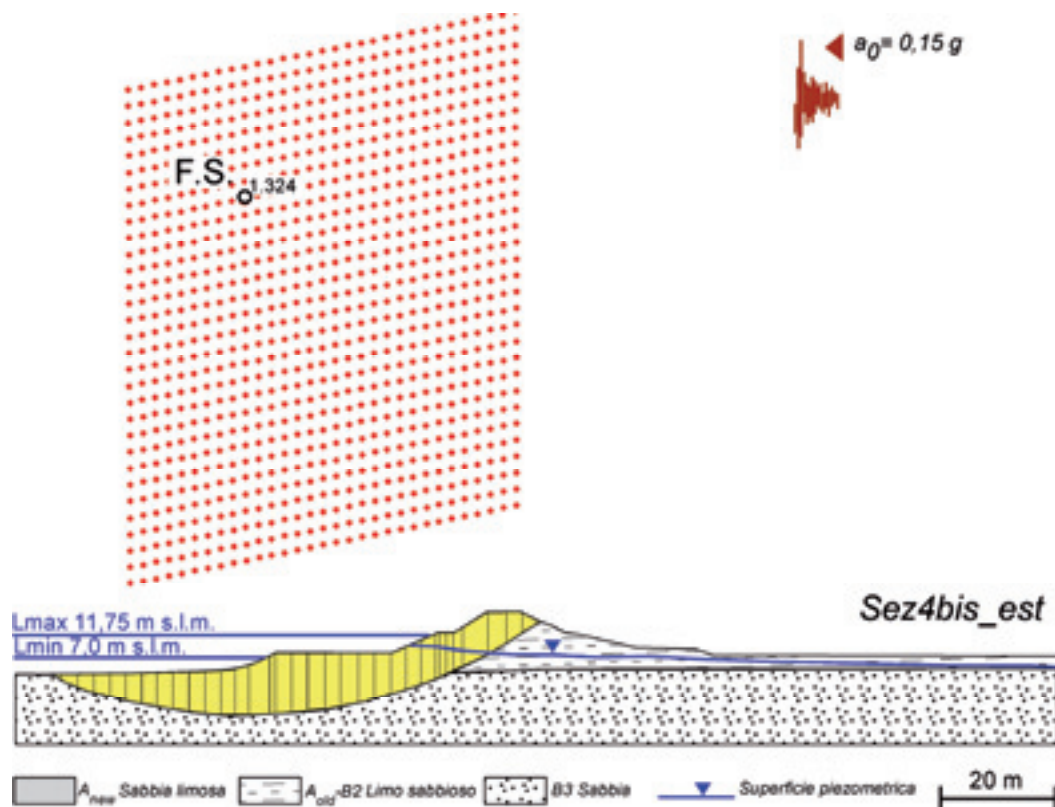 a0= 0,15 g
F.S. 1.324
Sez4bis_est
Lmax 11,75 m s.l.m.
Lmin 7,0 m s.l.m.
Anew Sabbia limosa
Aold-B2 Limo sabbioso
B3 Sabbia
Superficie piezometrica
20 m